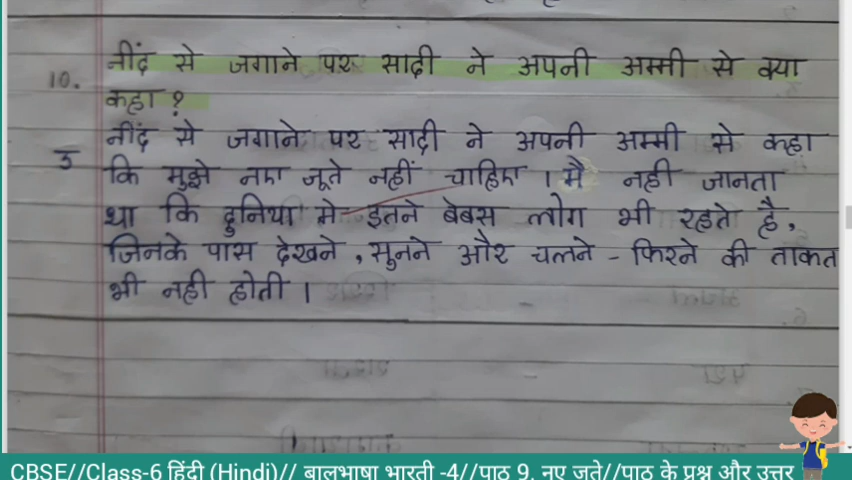 10. नींद से जगाने पर सादी ने अपनी अम्मी से क्या
कहा ?
उ नींद से जगाने पर सादी ने अपनी अम्मी से कहा
कि मुझे नए जूते नहीं चाहिए । मै नही जानता
था कि दुनिया मे इतने बेबस लोग भी रहते है,
जिनके पास देखने, सुनने और चलने - फिरने की ताकत
भी नही होती ।
CBSE//Class-6 हिंदी (Hindi)// बालभाषा भारती -4//पाठ 9. नए जूते//पाठ के प्रश्न और उत्तर